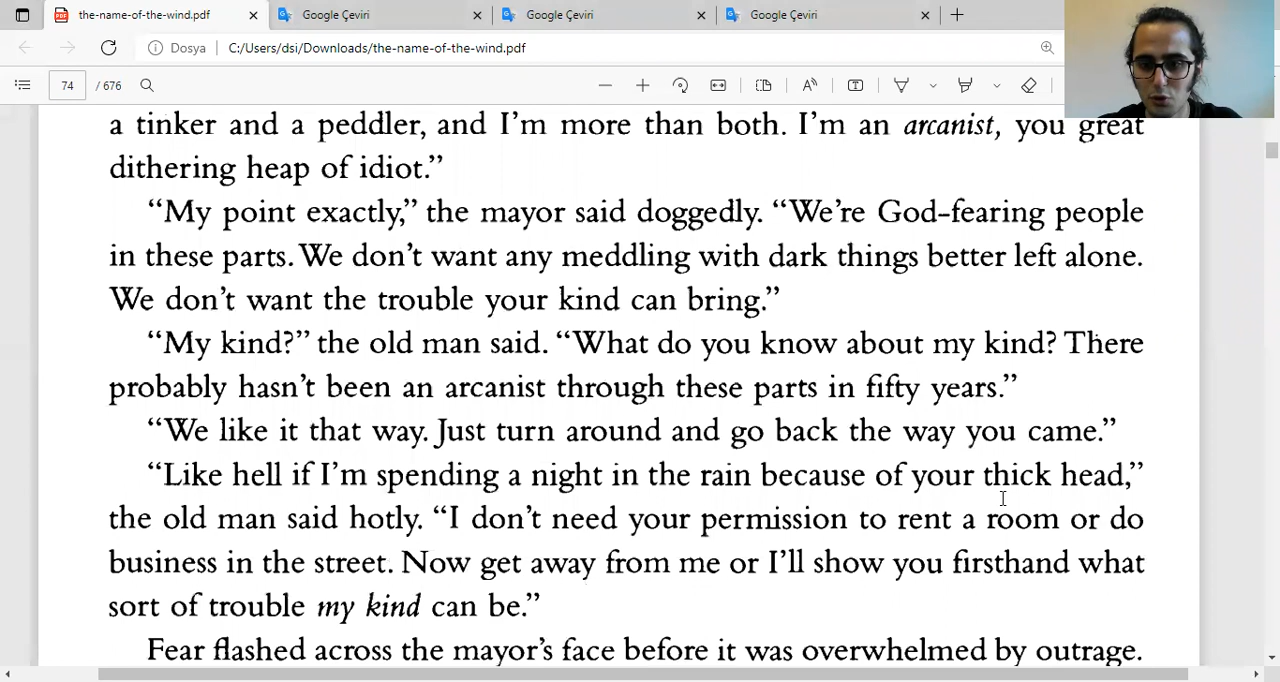 the-name-of-the-wind.pdf
Google Çeviri
Google Çeviri
Google Çeviri
Dosya
C:/Users/dsi/Downloads/the-name-of-the-wind.pdf
74 / 676
a tinker and a peddler, and I’m more than both. I’m an arcanist, you great
dithering heap of idiot.”
“My point exactly,” the mayor said doggedly. “We’re God-fearing people
in these parts. We don’t want any meddling with dark things better left alone.
We don’t want the trouble your kind can bring.”
“My kind?” the old man said. “What do you know about my kind? There
probably hasn’t been an arcanist through these parts in fifty years.”
“We like it that way. Just turn around and go back the way you came.”
“Like hell if I’m spending a night in the rain because of your thick head,”
the old man said hotly. “I don’t need your permission to rent a room or do
business in the street. Now get away from me or I’ll show you firsthand what
sort of trouble my kind can be.”
Fear flashed across the mayor’s face before it was overwhelmed by outrage.